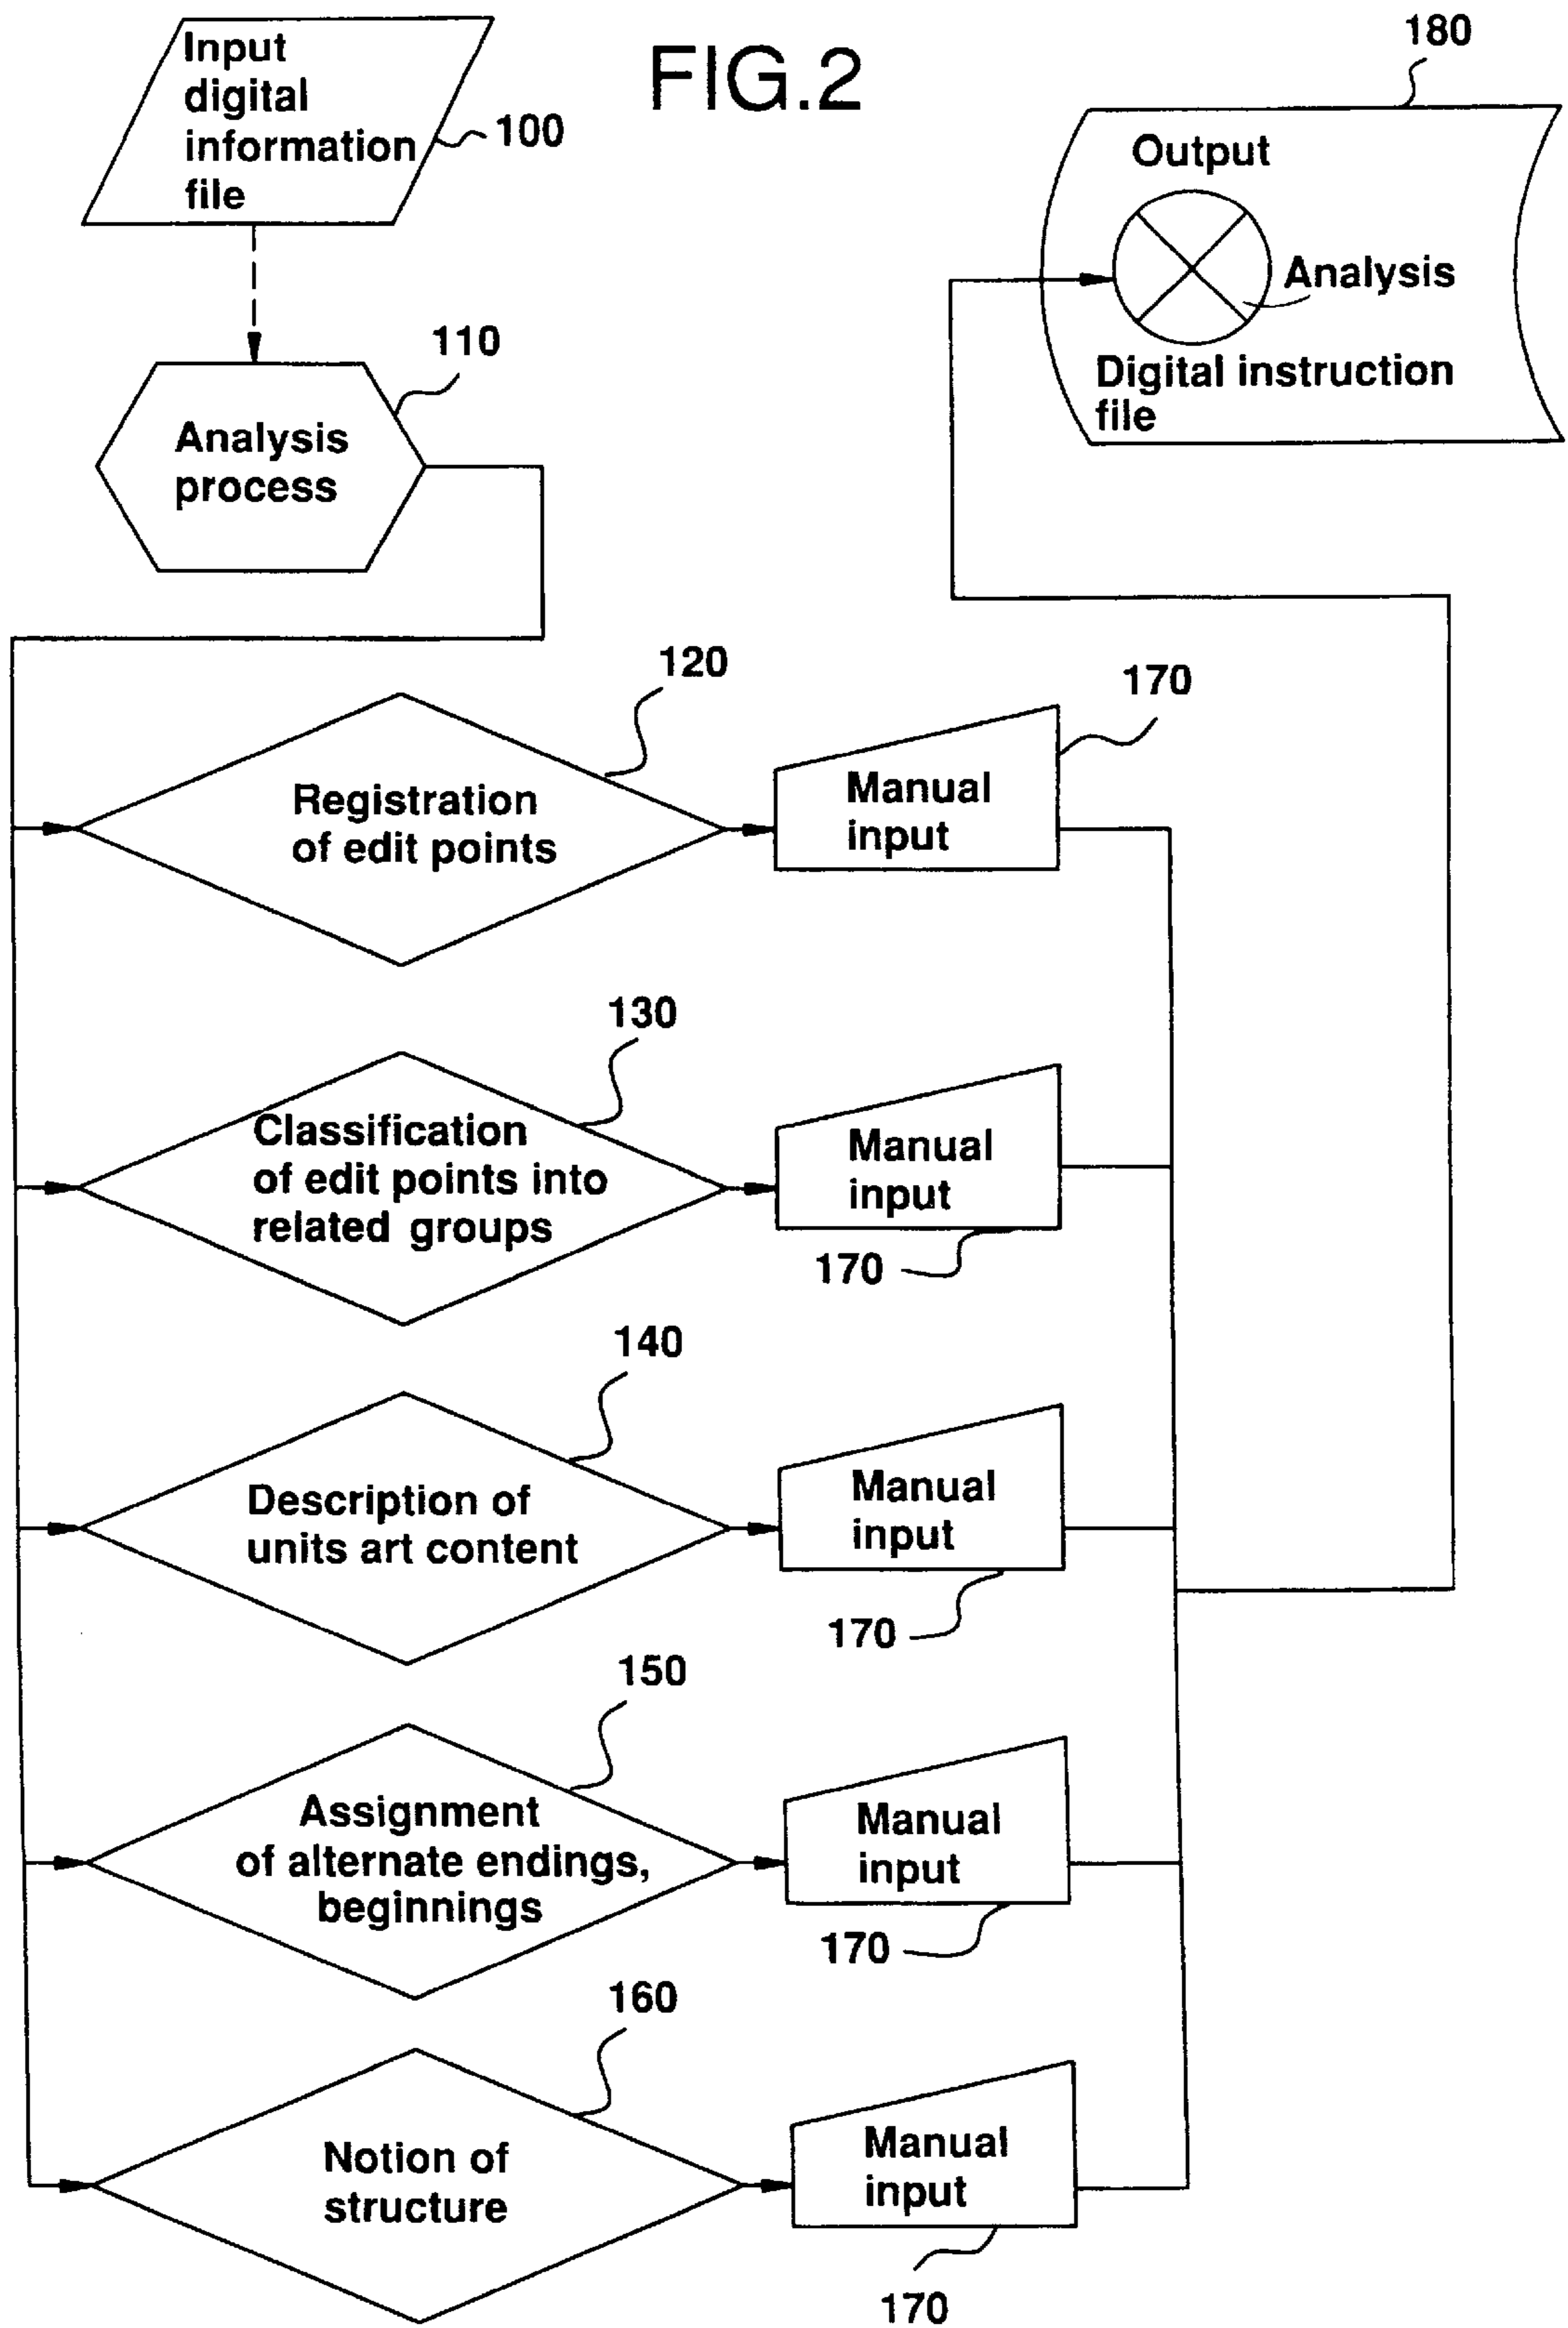 FIG.2
Input
digital
information
file
100
180
Output
Analysis
Digital instruction
file
110
Analysis
process
120
Registration
of edit points
170
Manual
input
130
Classification
of edit points into
related groups
Manual
input
170
140
Description of
units art content
Manual
input
170
150
Assignment
of alternate endings,
beginnings
Manual
input
170
160
Notion of
structure
Manual
input
170